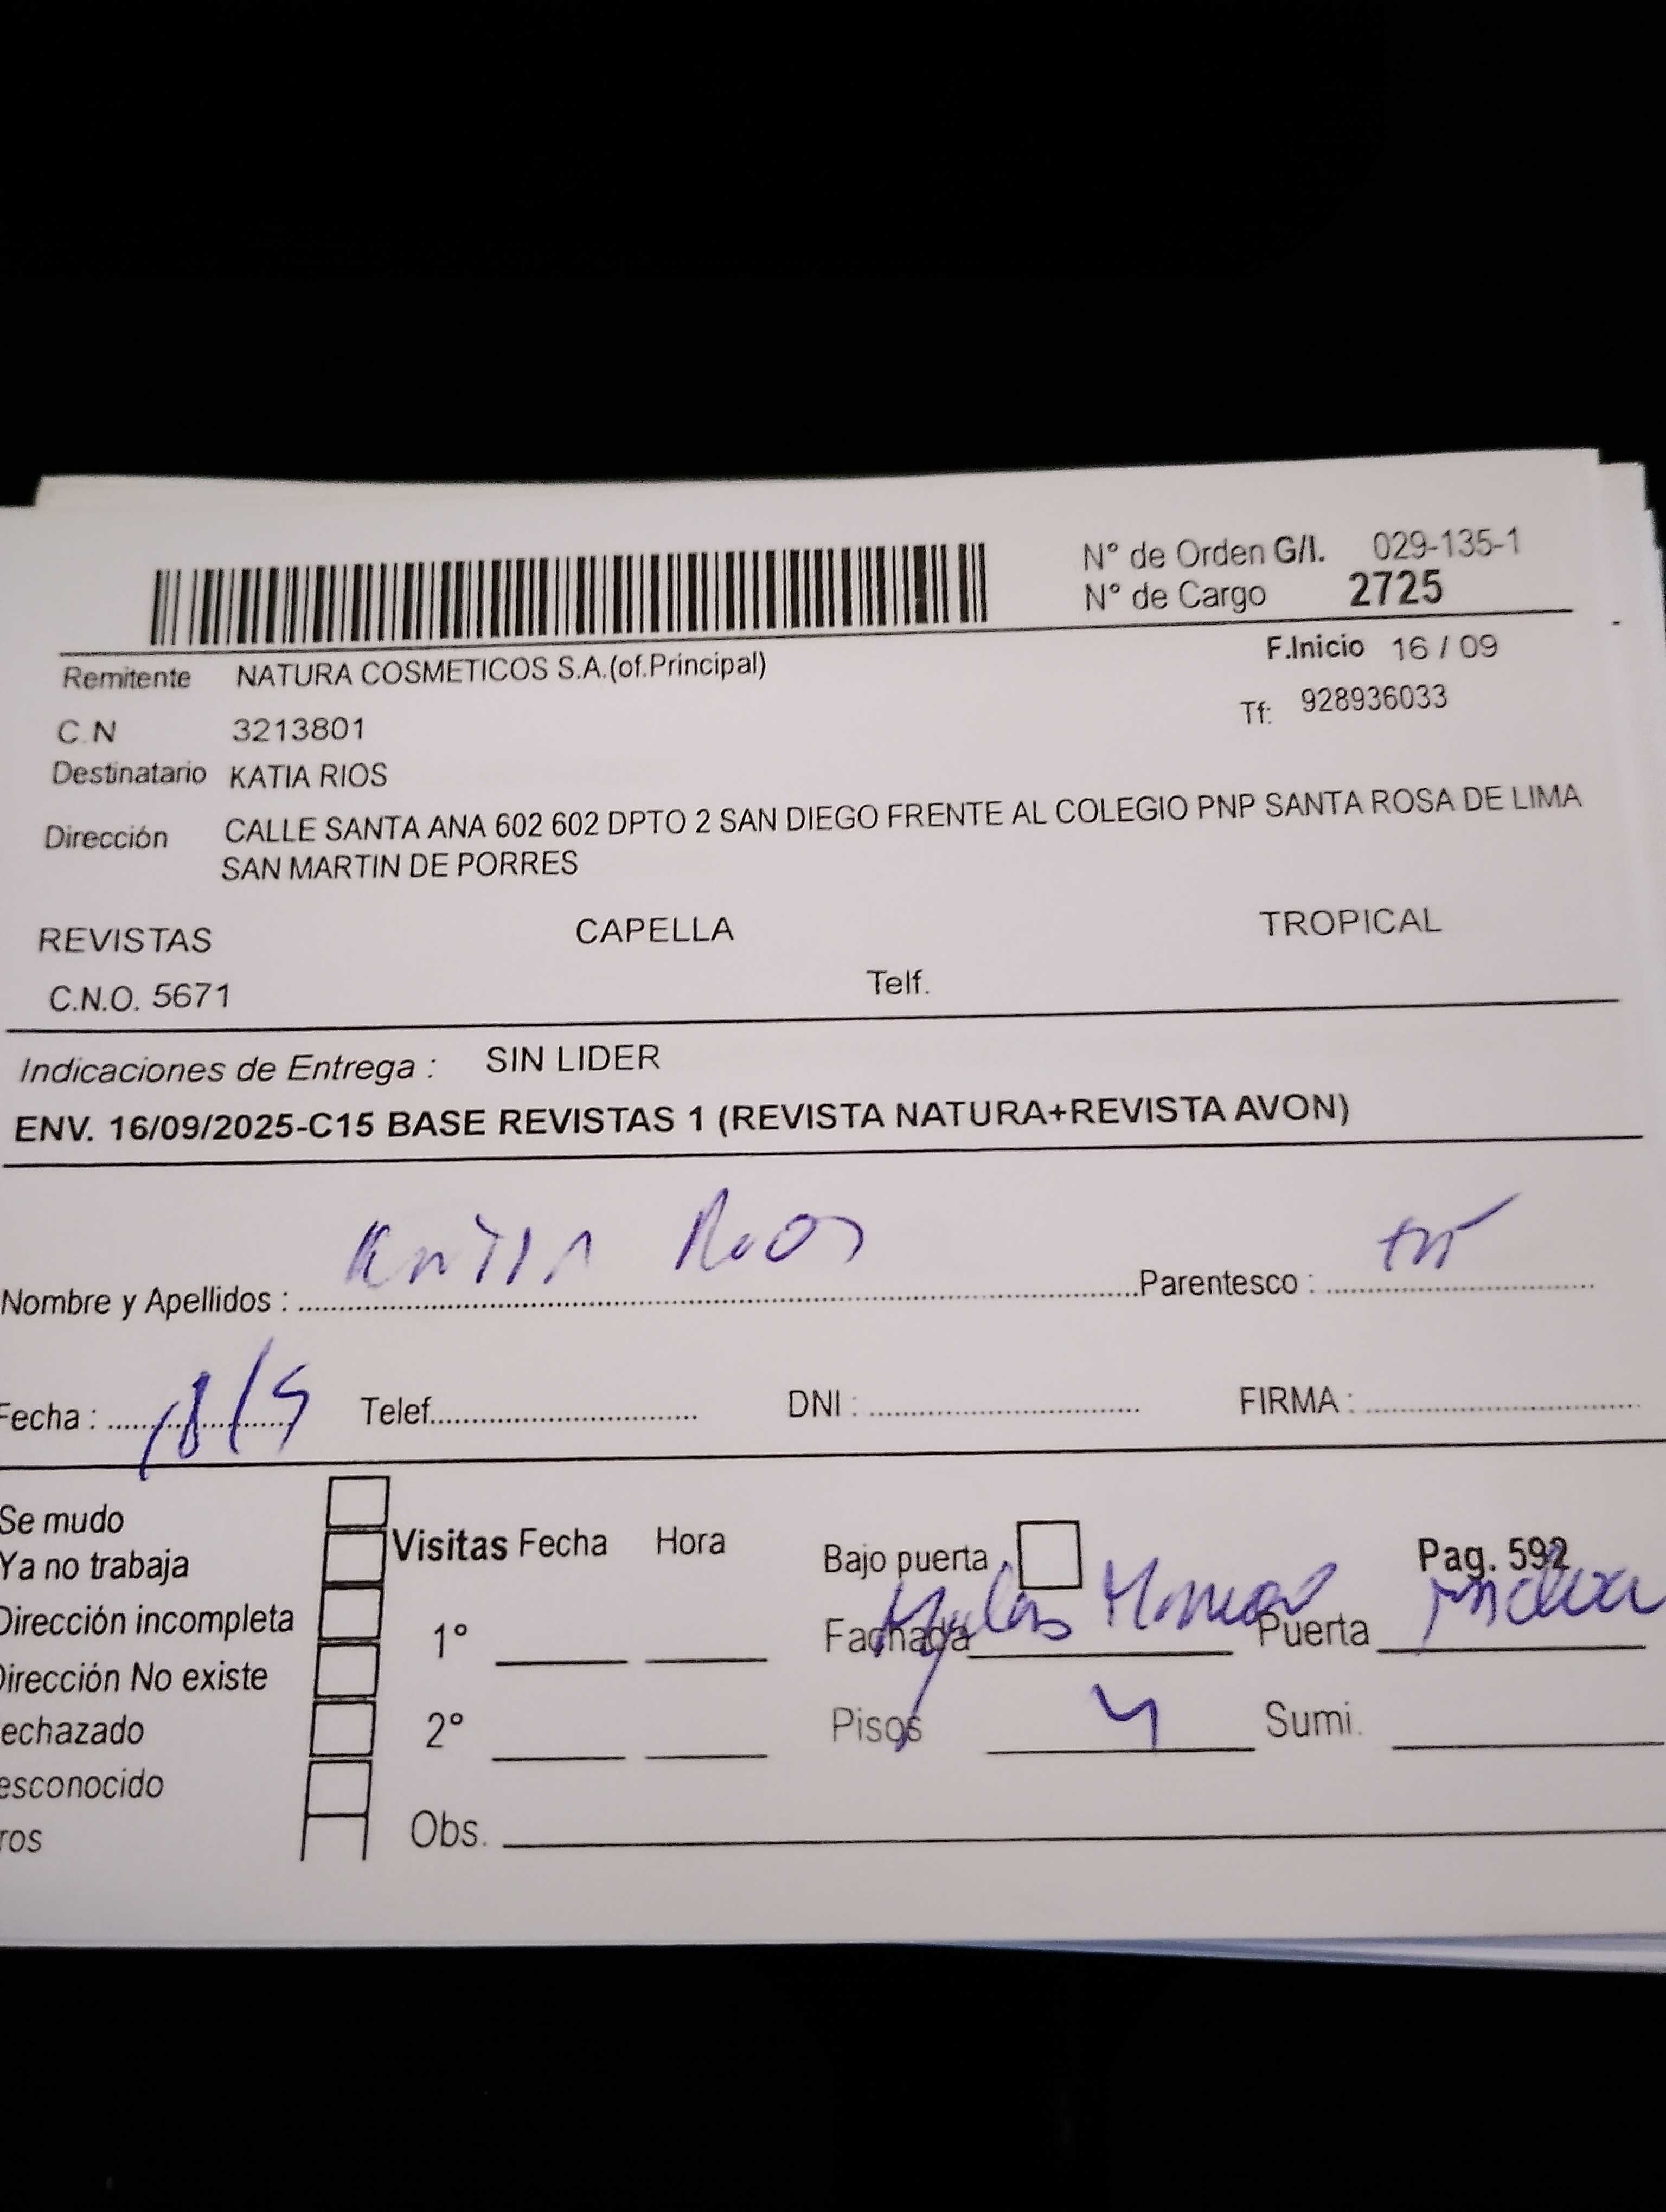 N° de Orden G/I. 029-135-1
N° de Cargo 2725
F.Inicio 16 / 09
Remitente NATURA COSMETICOS S.A.(of.Principal)
Tf: 928936033
C.N 3213801
Destinatario KATIA RIOS
Dirección CALLE SANTA ANA 602 602 DPTO 2 SAN DIEGO FRENTE AL COLEGIO PNP SANTA ROSA DE LIMA
SAN MARTIN DE PORRES
REVISTAS CAPELLA TROPICAL
C.N.O. 5671 Telf.
Indicaciones de Entrega : SIN LIDER
ENV. 16/09/2025-C15 BASE REVISTAS 1 (REVISTA NATURA+REVISTA AVON)
Nombre y Apellidos : Katia Rios Parentesco :
Fecha : 18/9 Telef. DNI : FIRMA :
Se mudo
Ya no trabaja
Dirección incompleta
Dirección No existe
echazado
esconocido
ros
Visitas Fecha Hora
1°
2°
Obs.
Bajo puerta Pag. 592
Fachada Puerta
Pisos 4 Sumi.